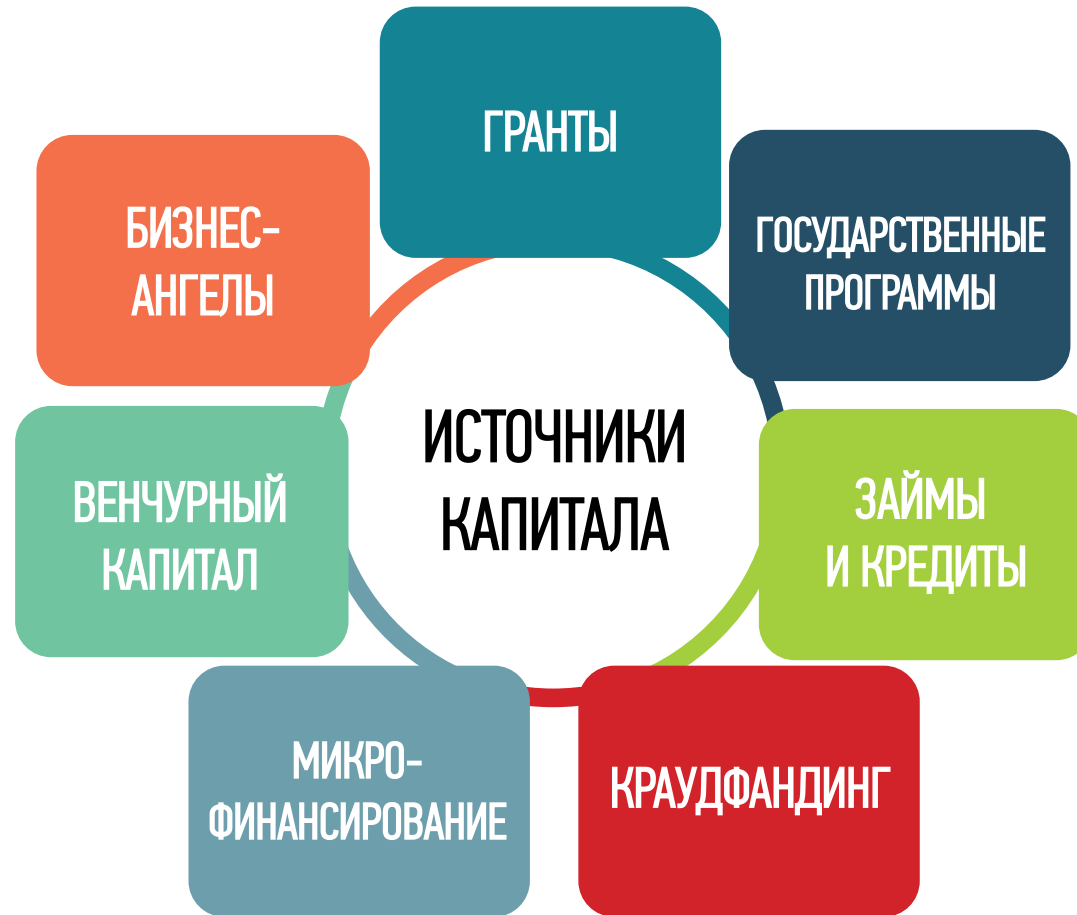 ГРАНТЫ
ГОСУДАРСТВЕННЫЕ
ПРОГРАММЫ
ЗАЙМЫ
И КРЕДИТЫ
КРАУДФАНДИНГ
МИКРО-
ФИНАНСИРОВАНИЕ
ВЕНЧУРНЫЙ
КАПИТАЛ
БИЗНЕС-
АНГЕЛЫ
ИСТОЧНИКИ
КАПИТАЛА